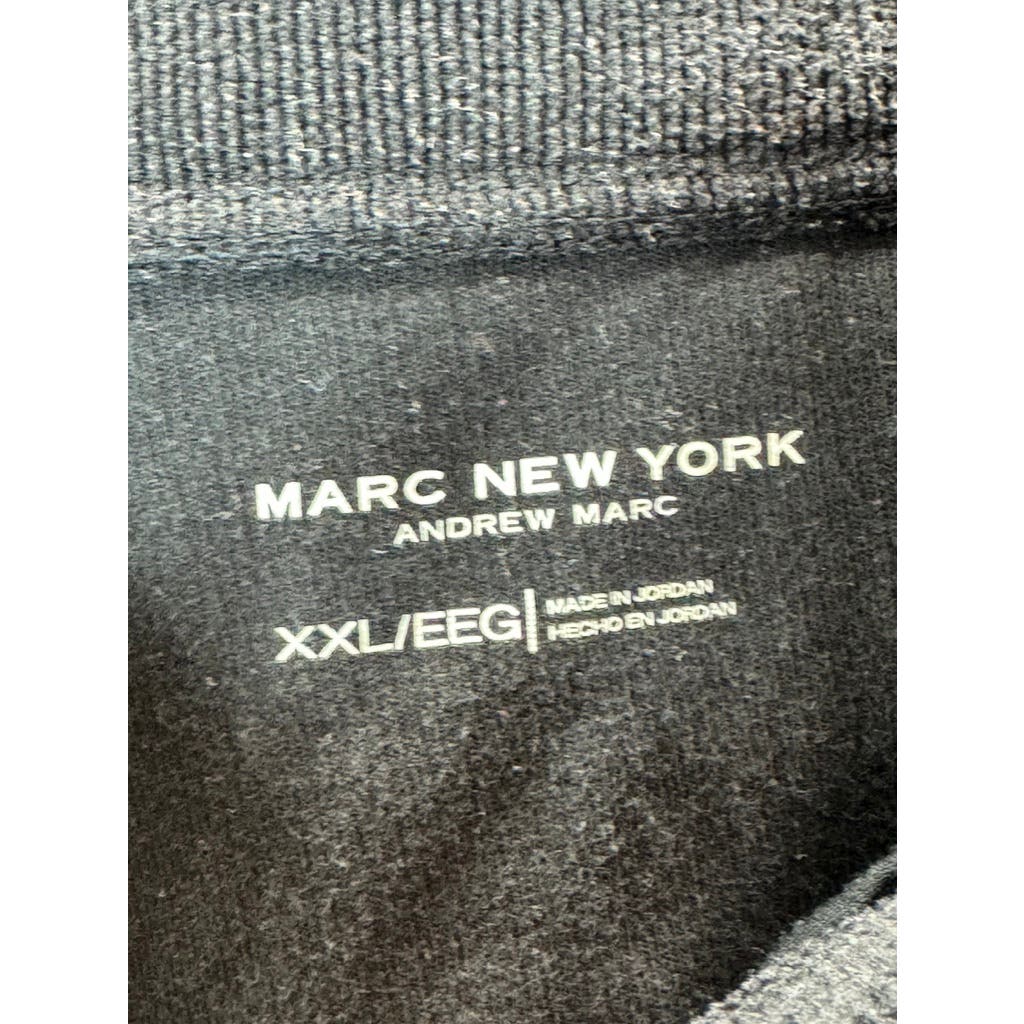 MARC NEW YORK
ANDREW MARC
XXL/EEG
MADE IN JORDAN
HECHO EN JORDAN